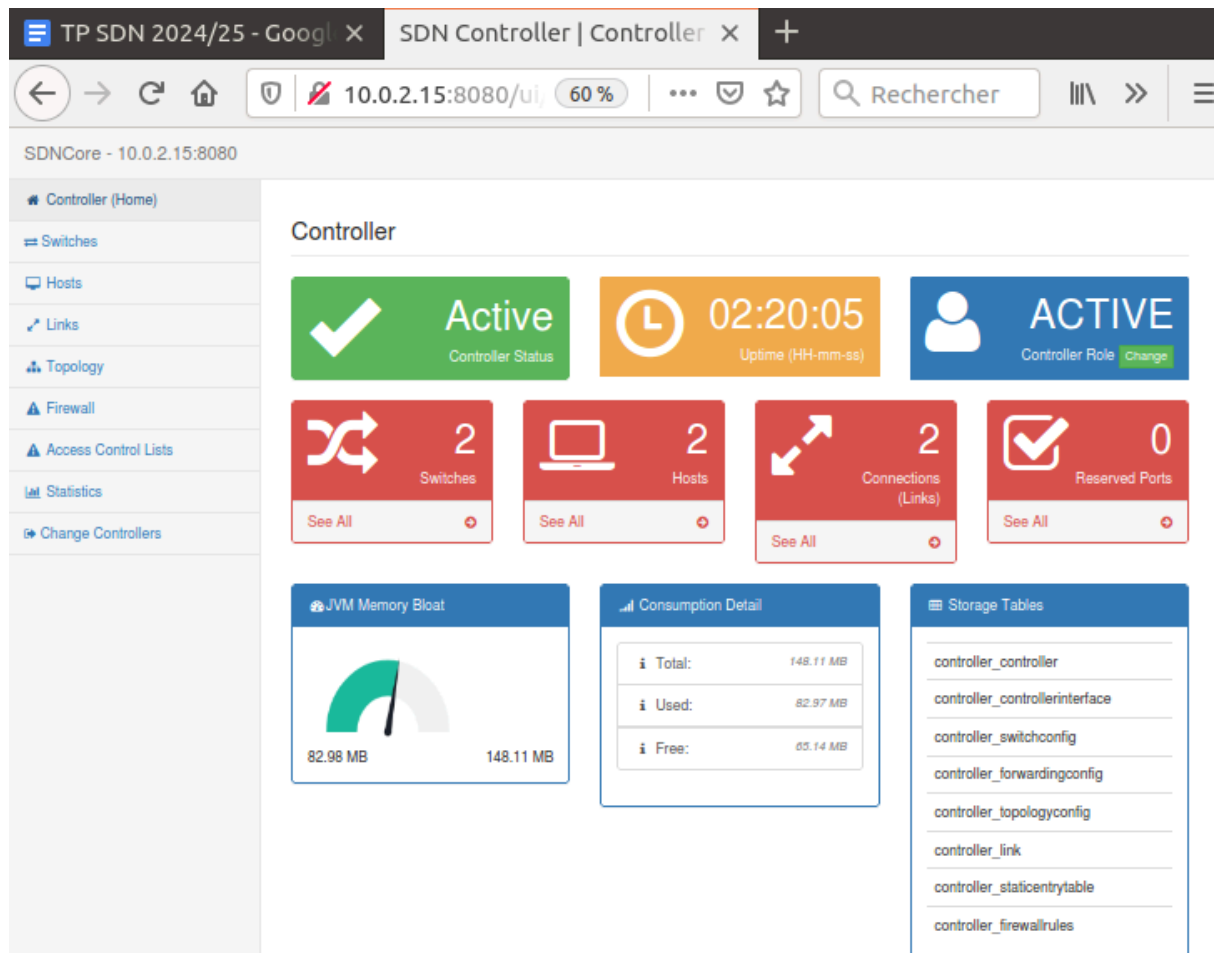 TP SDN 2024/25 - Googl
SDN Controller | Controller
10.0.2.15:8080/ui/
60 %
Rechercher
SDNCore - 10.0.2.15:8080
Controller (Home)
Switches
Hosts
Links
Topology
Firewall
Access Control Lists
Statistics
Change Controllers
Controller
Active
Controller Status
02:20:05
Uptime (HH-mm-ss)
ACTIVE
Controller Role Change
2
Switches
See All
2
Hosts
See All
2
Connections
(Links)
See All
0
Reserved Ports
See All
JVM Memory Bloat
82.98 MB 148.11 MB
Consumption Detail
Total: 148.11 MB
Used: 82.97 MB
Free: 65.14 MB
Storage Tables
controller_controller
controller_controllerinterface
controller_switchconfig
controller_forwardingconfig
controller_topologyconfig
controller_link
controller_staticentrytable
controller_firewallrules